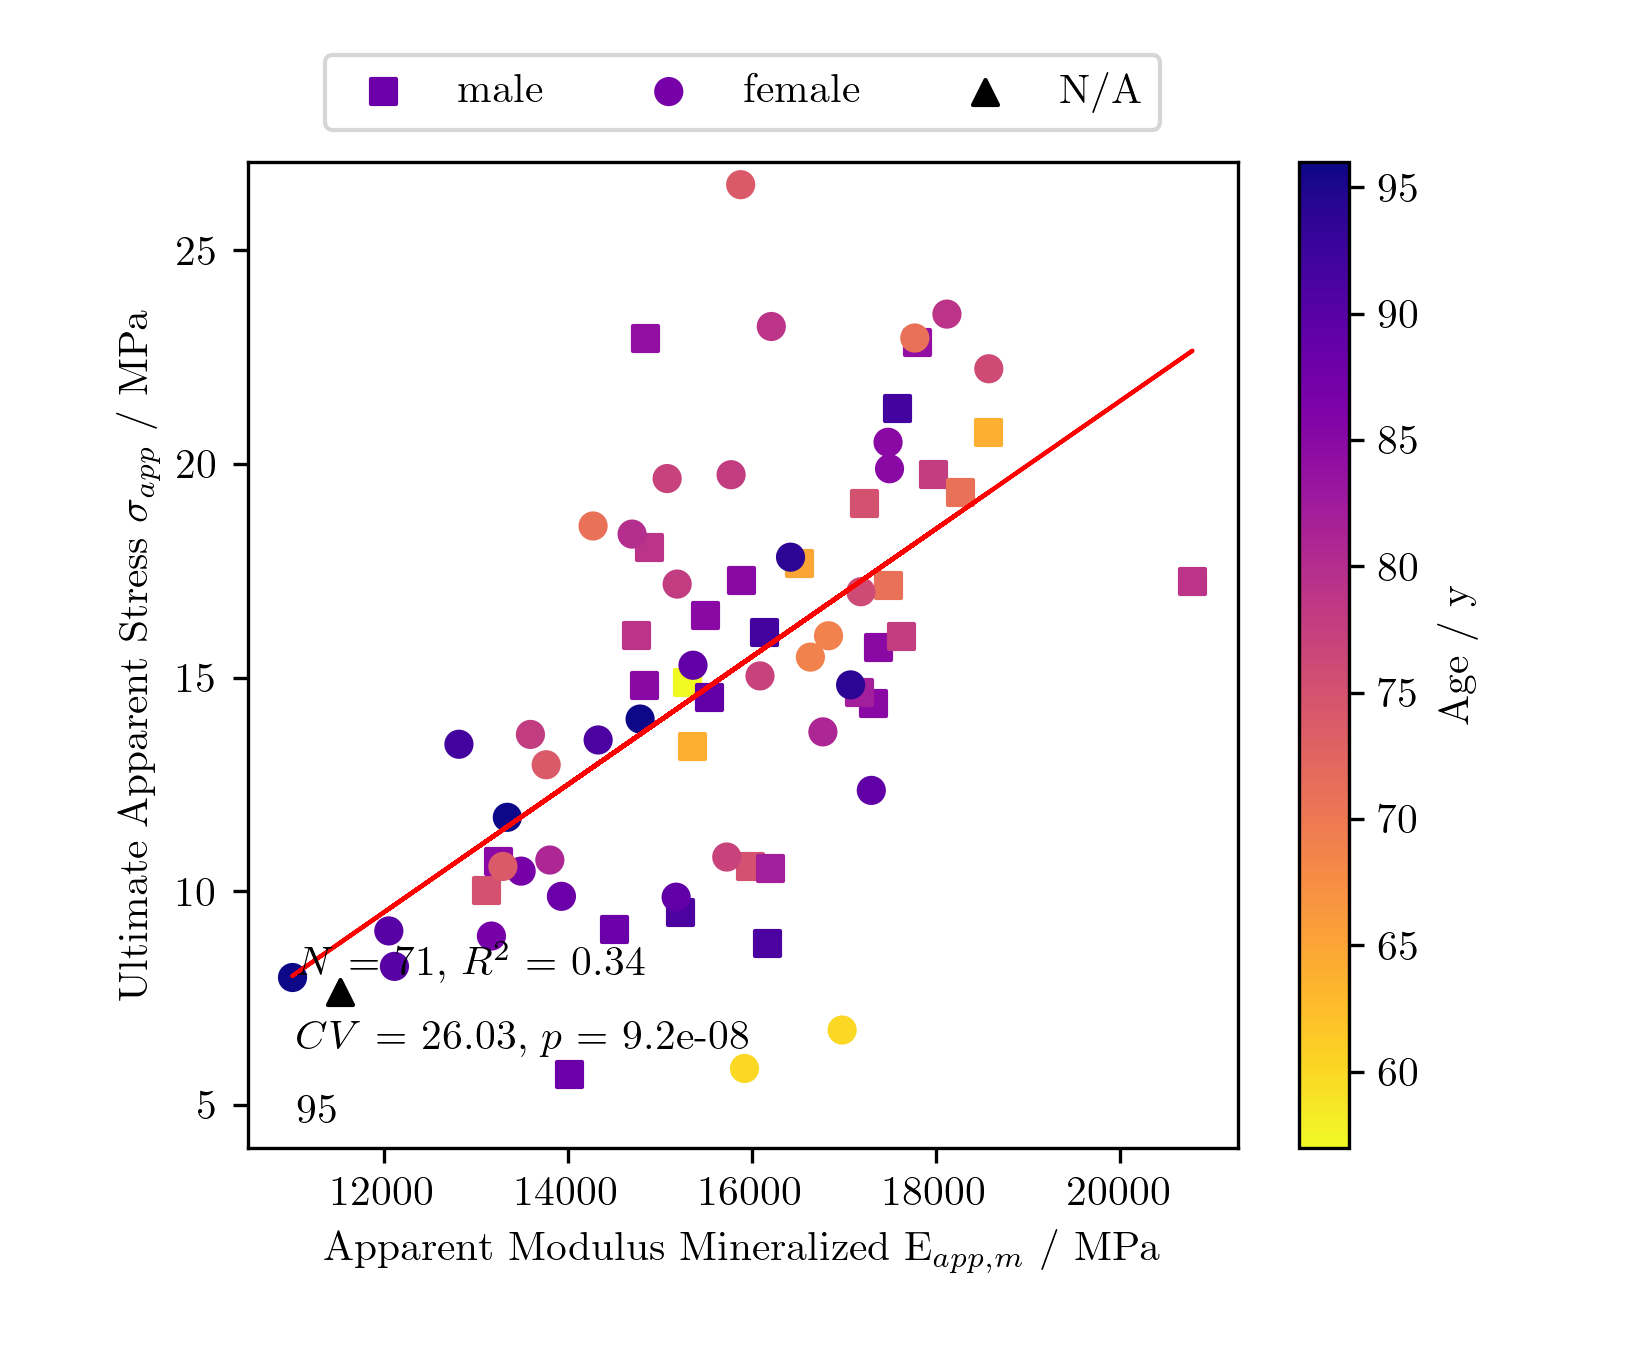 male female N/A
25
20
15
10
5
Ultimate Apparent Stress σ_app / MPa
N = 71, R² = 0.34
CV = 26.03, p = 9.2e-08
95
12000 14000 16000 18000 20000
Apparent Modulus Mineralized E_app,m / MPa
95
90
85
80
75
70
65
60
Age / y